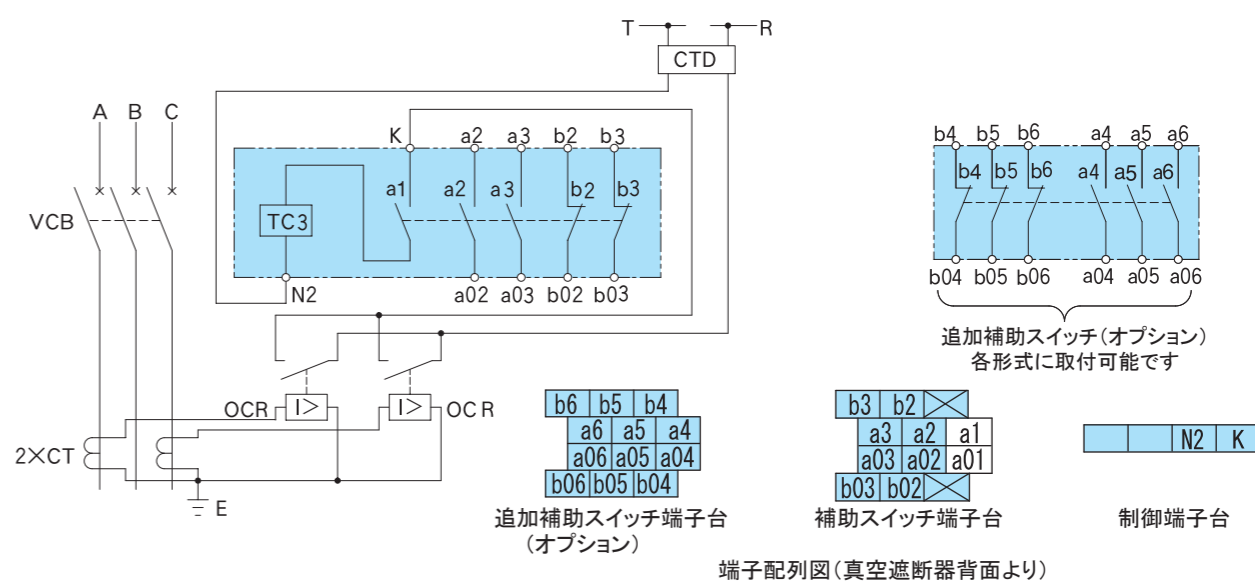 T R
CTD
A B C
K a2 a3 b2 b3
b4 b5 b6 a4 a5 a6
VCB
TC3 a1 a2 a3 b2 b3
b4 b5 b6 a4 a5 a6
N2 a02 a03 b02 b03
b04 b05 b06 a04 a05 a06
追加補助スイッチ(オプション)
各形式に取付可能です
OCR I> I> OCR
2×CT
E
b6 b5 b4
a6 a5 a4
a06 a05 a04
b06 b05 b04
追加補助スイッチ端子台
(オプション)
b3 b2
a3 a2 a1
a03 a02 a01
b03 b02
補助スイッチ端子台
N2 K
制御端子台
端子配列図(真空遮断器背面より)